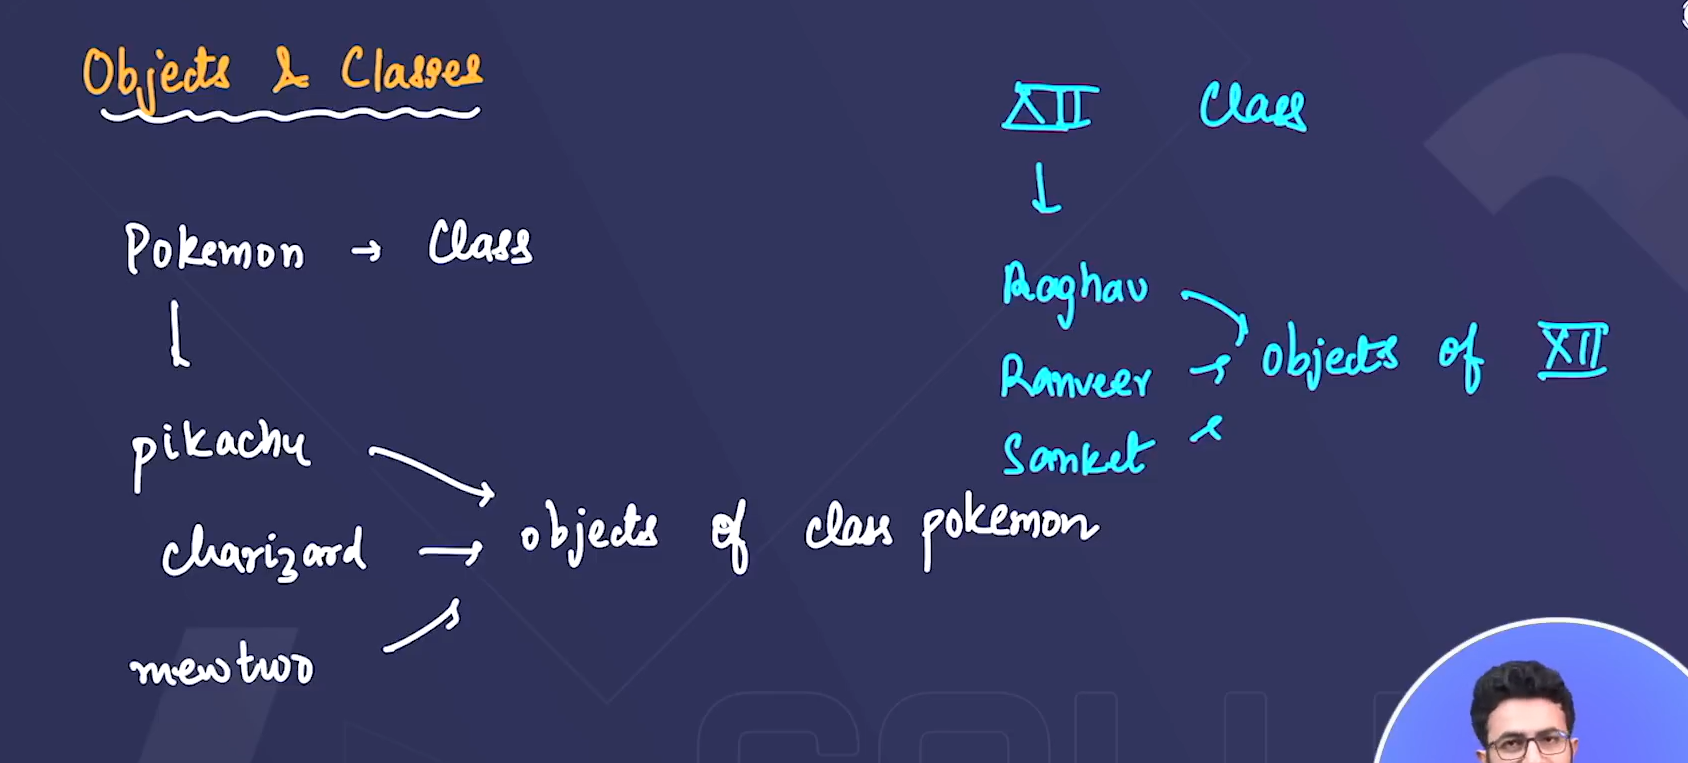 Objects & Classes
Pokemon → Class
pikachu
charizard
mewtwo
objects of class pokemon
XII Class
Raghav
Ranveer
Sanket
objects of XII